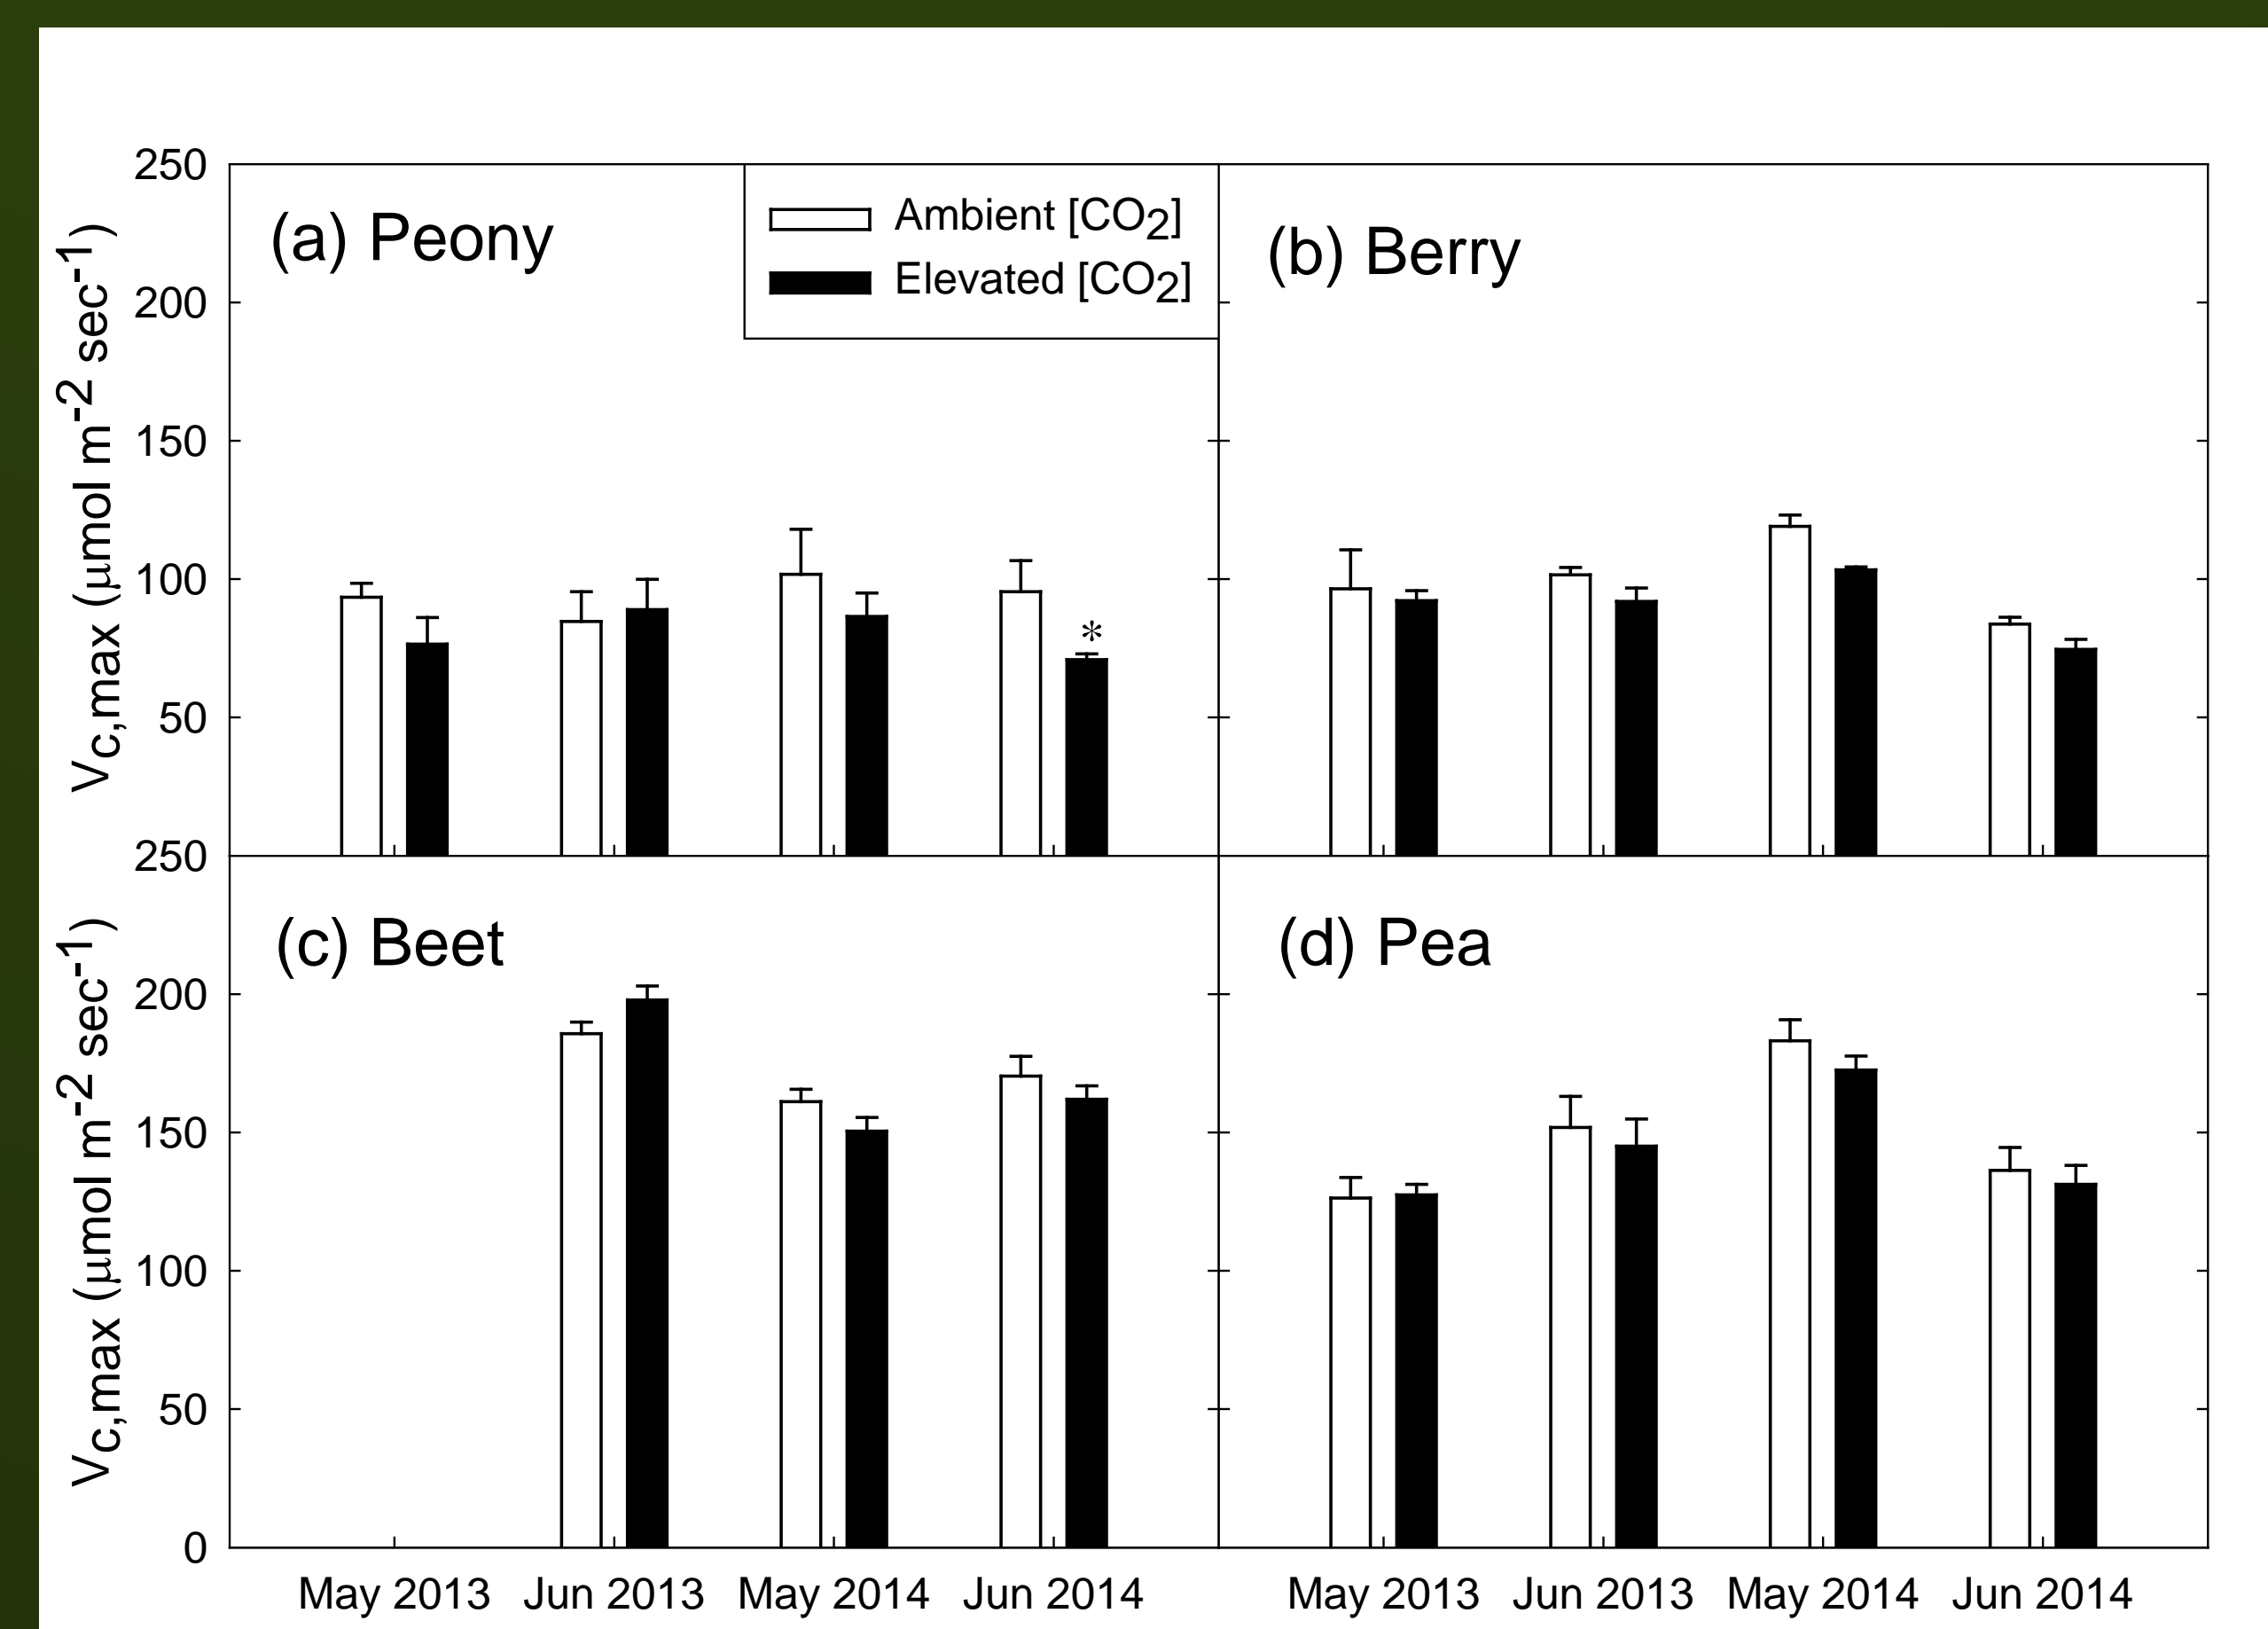 250
(a) Peony
Ambient [CO2]
Elevated [CO2]
(b) Berry
200
150
100
*
50
Vc,max (μmol m-2 sec-1)
250
(c) Beet
(d) Pea
200
150
100
50
0
Vc,max (μmol m-2 sec-1)
May 2013 Jun 2013 May 2014 Jun 2014
May 2013 Jun 2013 May 2014 Jun 2014